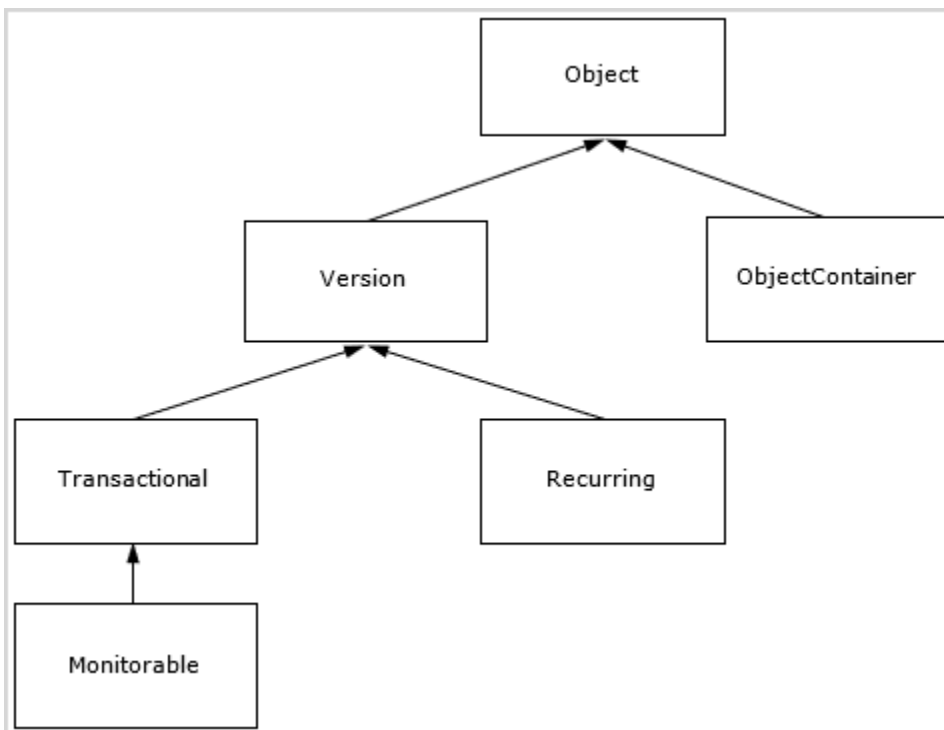 Object
Version
ObjectContainer
Transactional
Recurring
Monitorable